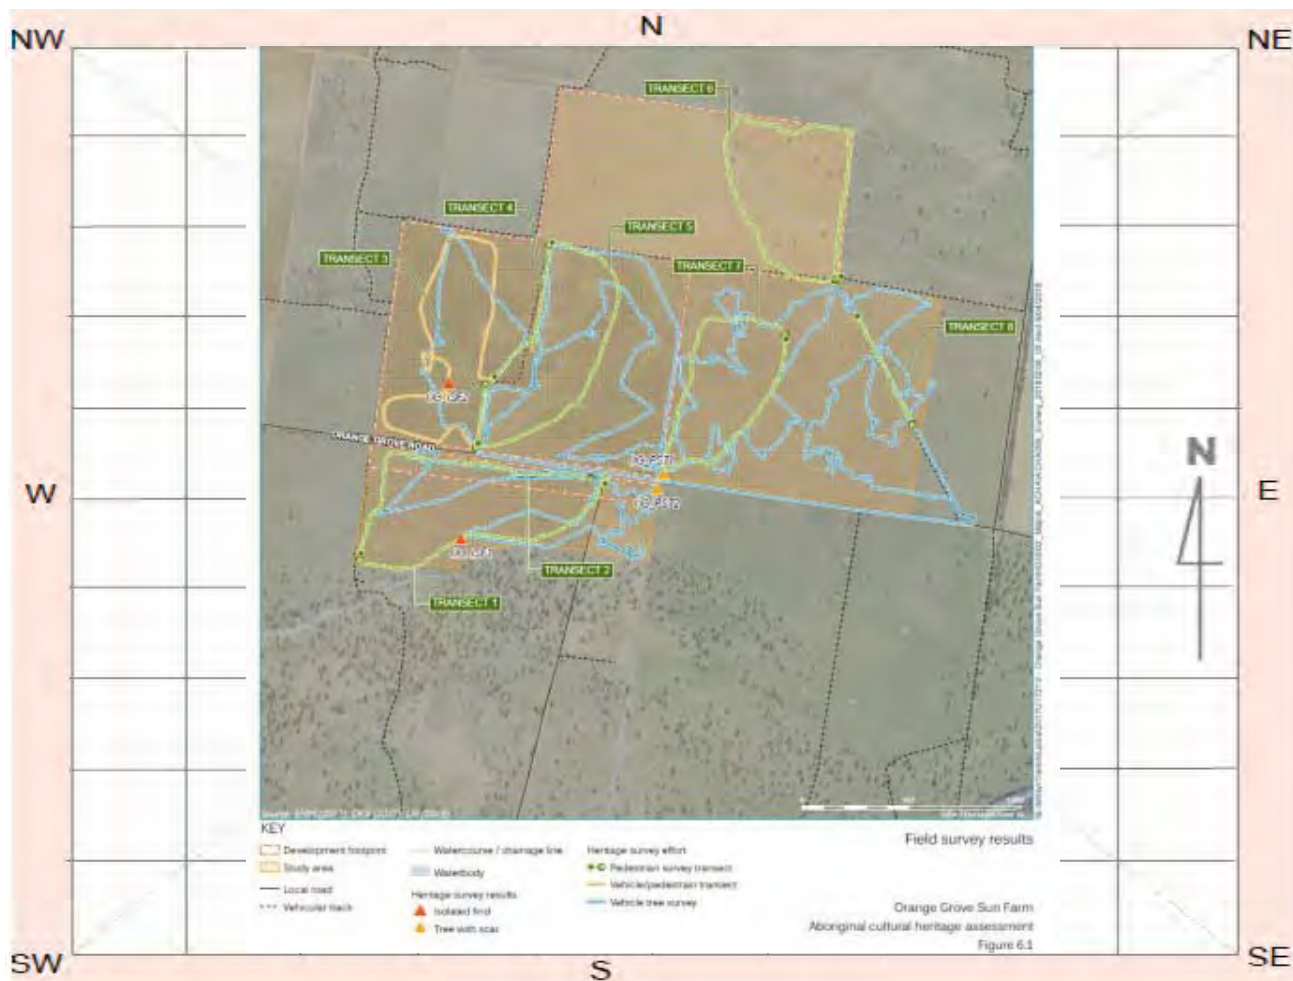 N
NW
NE
TRANSECT 6
TRANSECT 4
TRANSECT 5
TRANSECT 3
TRANSECT 7
TRANSECT 8
ORANGE GROVE ROAD
W
E
N
TRANSECT 2
TRANSECT 1
KEY
Development footprint
Study area
Local road
Vehicular track
Watercourse / drainage line
Waterbody
Heritage survey results
Isolated find
Tree with scar
Heritage survey effort
Pedestrian survey transect
Vehicle/pedestrian transect
Vehicle tree survey
Field survey results
Orange Grove Sun Farm
Aboriginal cultural heritage assessment
Figure 6.1
SW
S
SE